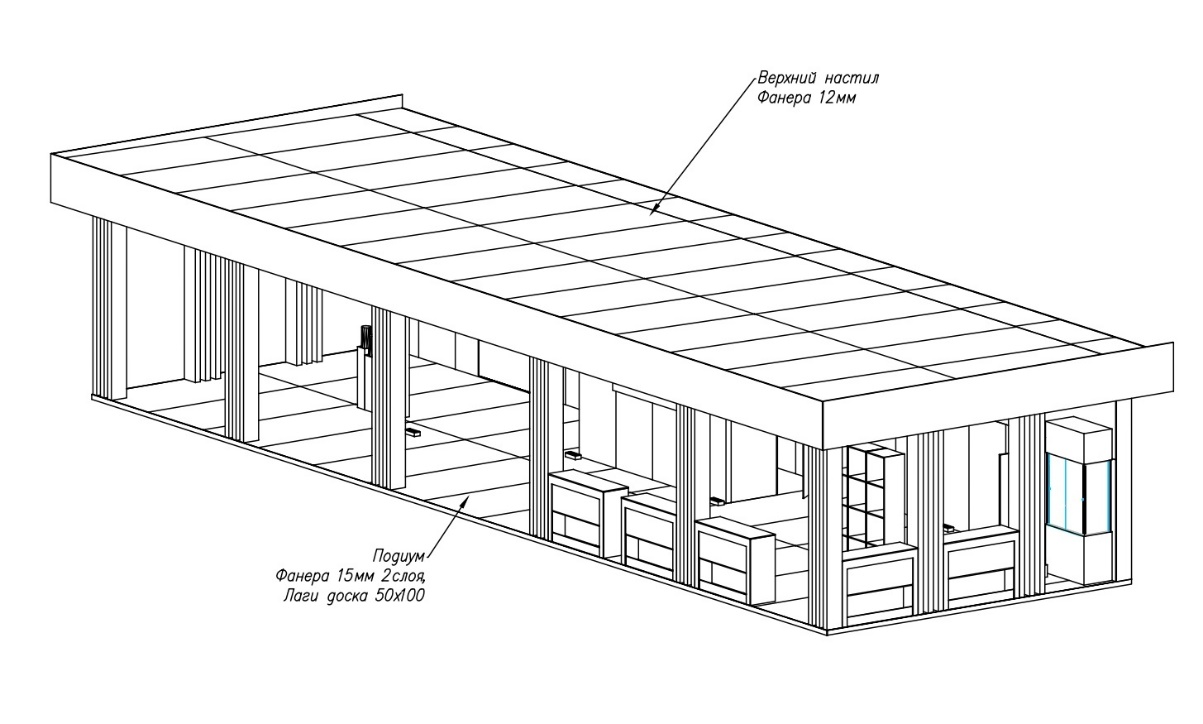 Верхний настил
Фанера 12мм
Подиум
Фанера 15мм 2слоя,
Лаги доска 50х100